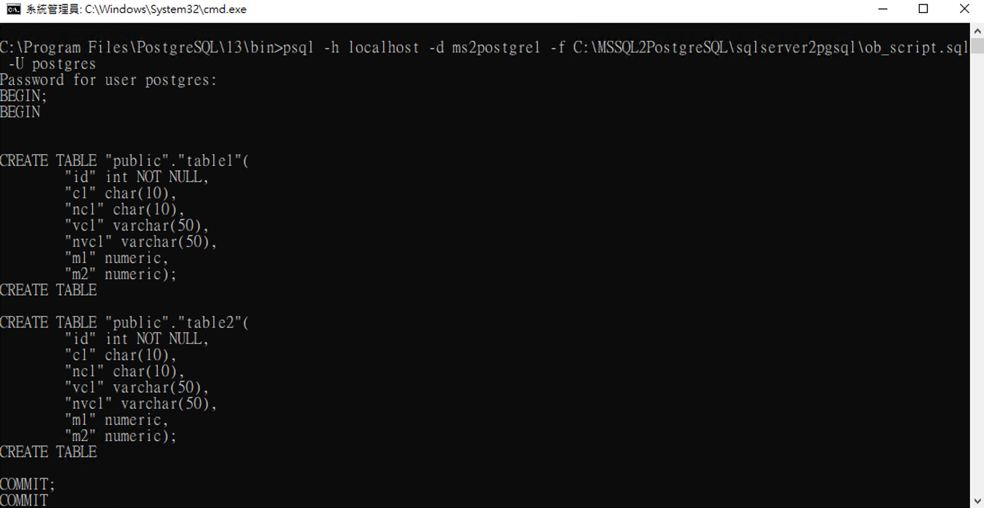 系統管理員: C:\Windows\System32\cmd.exe
C:\Program Files\PostgreSQL\13\bin>psql -h localhost -d ms2postgrel -f C:\MSSQL2PostgreSQL\sqlserver2pgsql\ob_script.sql
 -U postgres
Password for user postgres:
BEGIN;
BEGIN
CREATE TABLE "public"."table1"(
        "id" int NOT NULL,
        "c1" char(10),
        "nc1" char(10),
        "vc1" varchar(50),
        "nvc1" varchar(50),
        "m1" numeric,
        "m2" numeric);
CREATE TABLE
CREATE TABLE "public"."table2"(
        "id" int NOT NULL,
        "c1" char(10),
        "nc1" char(10),
        "vc1" varchar(50),
        "nvc1" varchar(50),
        "m1" numeric,
        "m2" numeric);
CREATE TABLE
COMMIT;
COMMIT